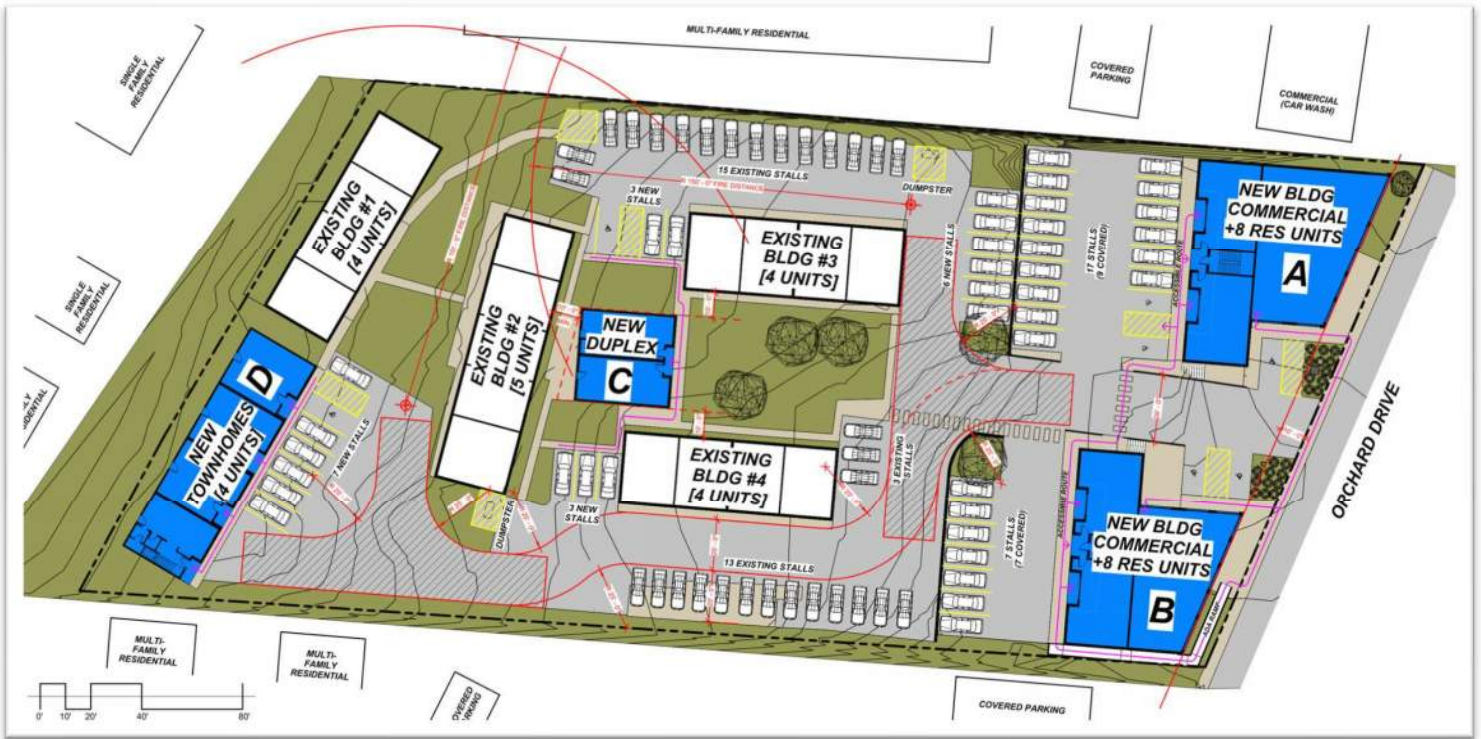 MULTI-FAMILY RESIDENTIAL
SINGLE
FAMILY
RESIDENTIAL
COVERED
PARKING
COMMERCIAL
(CAR WASH)
EXISTING
BLDG #1
[4 UNITS]
15 EXISTING STALLS
DUMPSTER
3 NEW
STALLS
NEW BLDG
COMMERCIAL
+8 RES UNITS
A
EXISTING
BLDG #3
[4 UNITS]
6 NEW STALLS
17 STALLS
(9 COVERED)
ACCESSIBLE ROUTE
EXISTING
BLDG #2
[5 UNITS]
NEW
DUPLEX
C
SINGLE
FAMILY
RESIDENTIAL
D
NEW
TOWNHOMES
[4 UNITS]
7 NEW STALLS
EXISTING
BLDG #4
[4 UNITS]
3 EXISTING
STALLS
3 NEW
STALLS
DUMPSTER
13 EXISTING STALLS
7 STALLS
(7 COVERED)
ACCESSIBLE ROUTE
NEW BLDG
COMMERCIAL
+8 RES UNITS
B
ADA RAMP
ORCHARD DRIVE
MULTI-
FAMILY
RESIDENTIAL
MULTI-
FAMILY
RESIDENTIAL
COVERED PARKING
0' 10' 20' 40' 80'